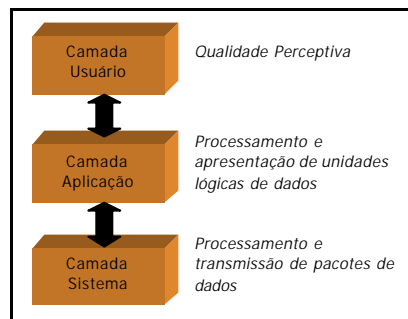 Camada
Usuário
Qualidade Perceptiva
Camada
Aplicação
Processamento e
apresentação de unidades
lógicas de dados
Camada
Sistema
Processamento e
transmissão de pacotes de
dados